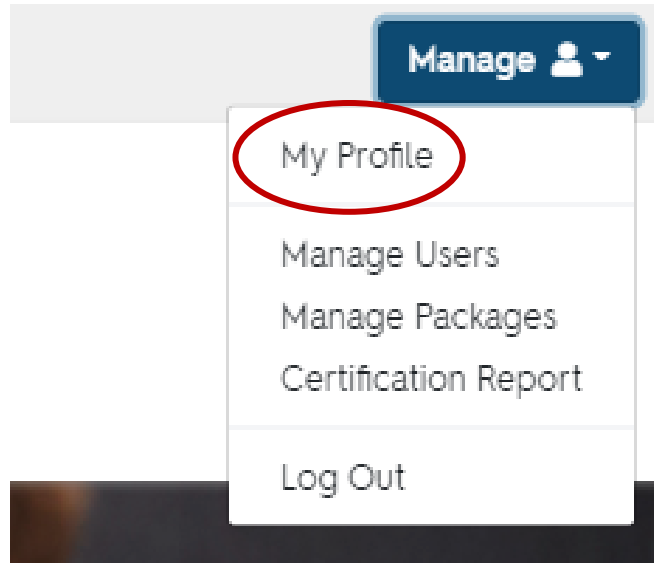 Manage
My Profile
Manage Users
Manage Packages
Certification Report
Log Out